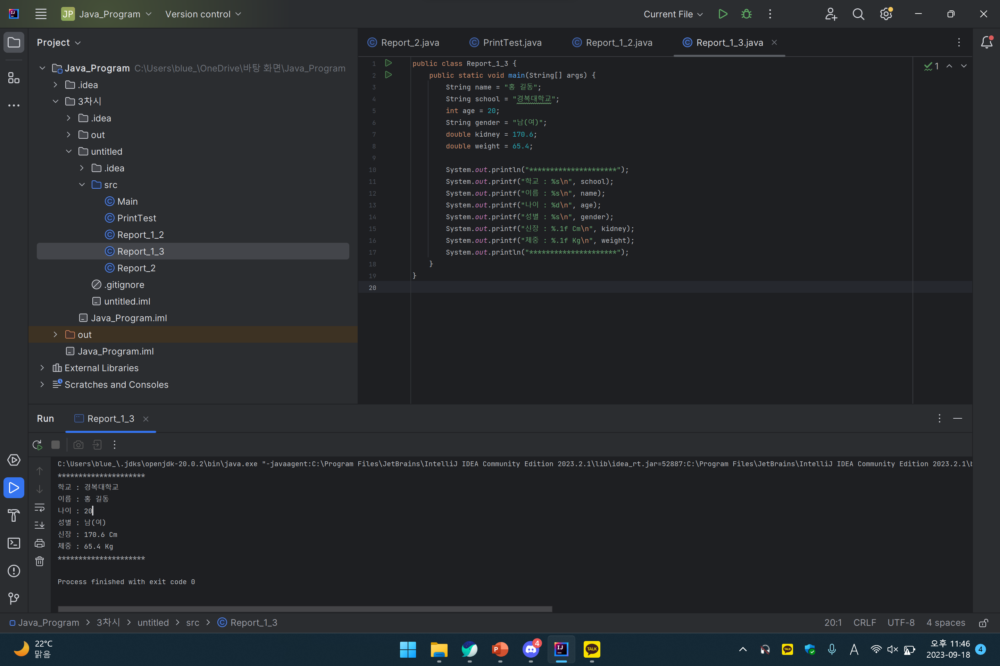 JP Java_Program Version control Current File
Project
Java_Program C:\Users\blue_\OneDrive\바탕 화면\Java_Program
.idea
3차시
.idea
out
untitled
.idea
src
Main
PrintTest
Report_1_2
Report_1_3
Report_2
.gitignore
untitled.iml
Java_Program.iml
out
Java_Program.iml
External Libraries
Scratches and Consoles
Report_2.java PrintTest.java Report_1_2.java Report_1_3.java
1 public class Report_1_3 {
2 public static void main(String[] args) {
3 String name = "홍 길동";
4 String school = "경복대학교";
5 int age = 20;
6 String gender = "남(여)";
7 double kidney = 170.6;
8 double weight = 65.4;
9
10 System.out.println("*********************");
11 System.out.printf("학교 : %s\n", school);
12 System.out.printf("이름 : %s\n", name);
13 System.out.printf("나이 : %d\n", age);
14 System.out.printf("성별 : %s\n", gender);
15 System.out.printf("신장 : %.1f Cm\n", kidney);
16 System.out.printf("체중 : %.1f Kg\n", weight);
17 System.out.println("*********************");
18 }
19 }
20
1
Run Report_1_3
C:\Users\blue_\.jdks\openjdk-20.0.2\bin\java.exe "-javaagent:C:\Program Files\JetBrains\IntelliJ IDEA Community Edition 2023.2.1\lib\idea_rt.jar=52887:C:\Program Files\JetBrains\IntelliJ IDEA Community Edition 2023.2.1\b
*********************
학교 : 경복대학교
이름 : 홍 길동
나이 : 20
성별 : 남(여)
신장 : 170.6 Cm
체중 : 65.4 Kg
*********************
Process finished with exit code 0
Java_Program > 3차시 > untitled > src > Report_1_3 20:1 CRLF UTF-8 4 spaces
22°C
맑음
IJ
P
4
IJ
TALK
TALK
A
오후 11:46
2023-09-18
4